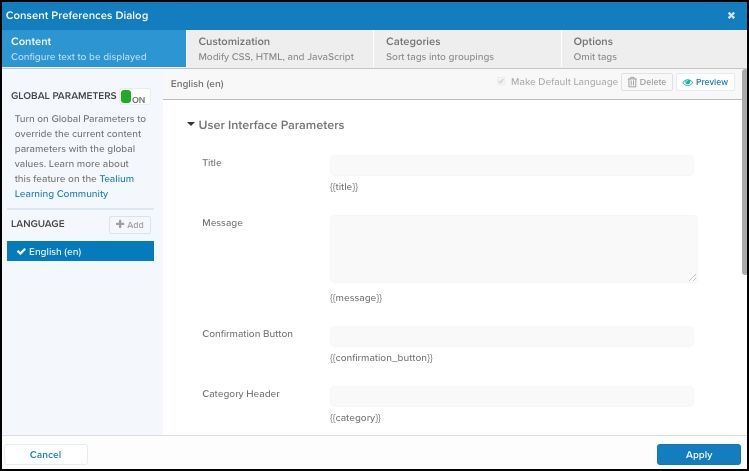 Consent Preferences Dialog
Content
Configure text to be displayed
Customization
Modify CSS, HTML, and JavaScript
Categories
Sort tags into groupings
Options
Omit tags
GLOBAL PARAMETERS ON
Turn on Global Parameters to
override the current content
parameters with the global
values. Learn more about
this feature on the Tealium
Learning Community
LANGUAGE
Add
English (en)
English (en)
Make Default Language
Delete
Preview
User Interface Parameters
Title
{{title}}
Message
{{message}}
Confirmation Button
{{confirmation_button}}
Category Header
{{category}}
Cancel
Apply